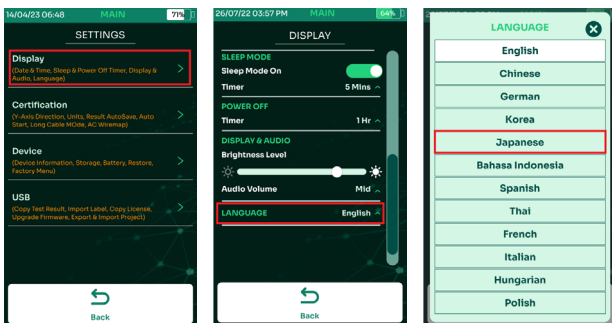 14/04/23 06:48 MAIN 71%
SETTINGS
Display
(Date & Time, Sleep & Power Off Timer, Display &
Audio, Language)
Certification
(Y-Axis Direction, Units, Result AutoSave, Auto
Start, Long Cable MOde, AC Wiremap)
Device
(Device Information, Storage, Battery, Restore,
Factory Menu)
USB
(Copy Test Result, Import Label, Copy License,
Upgrade Firmware, Export & Import Project)
Back
26/07/22 03:57 PM MAIN 64%
DISPLAY
SLEEP MODE
Sleep Mode On
Timer 5 Mins
POWER OFF
Timer 1 Hr
DISPLAY & AUDIO
Brightness Level
Audio Volume Mid
LANGUAGE English
Back
LANGUAGE
English
Chinese
German
Korea
Japanese
Bahasa Indonesia
Spanish
Thai
French
Italian
Hungarian
Polish